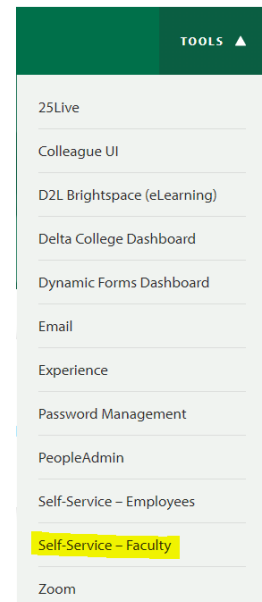 TOOLS ▲
25Live
Colleague UI
D2L Brightspace (eLearning)
Delta College Dashboard
Dynamic Forms Dashboard
Email
Experience
Password Management
PeopleAdmin
Self-Service – Employees
Self-Service – Faculty
Zoom